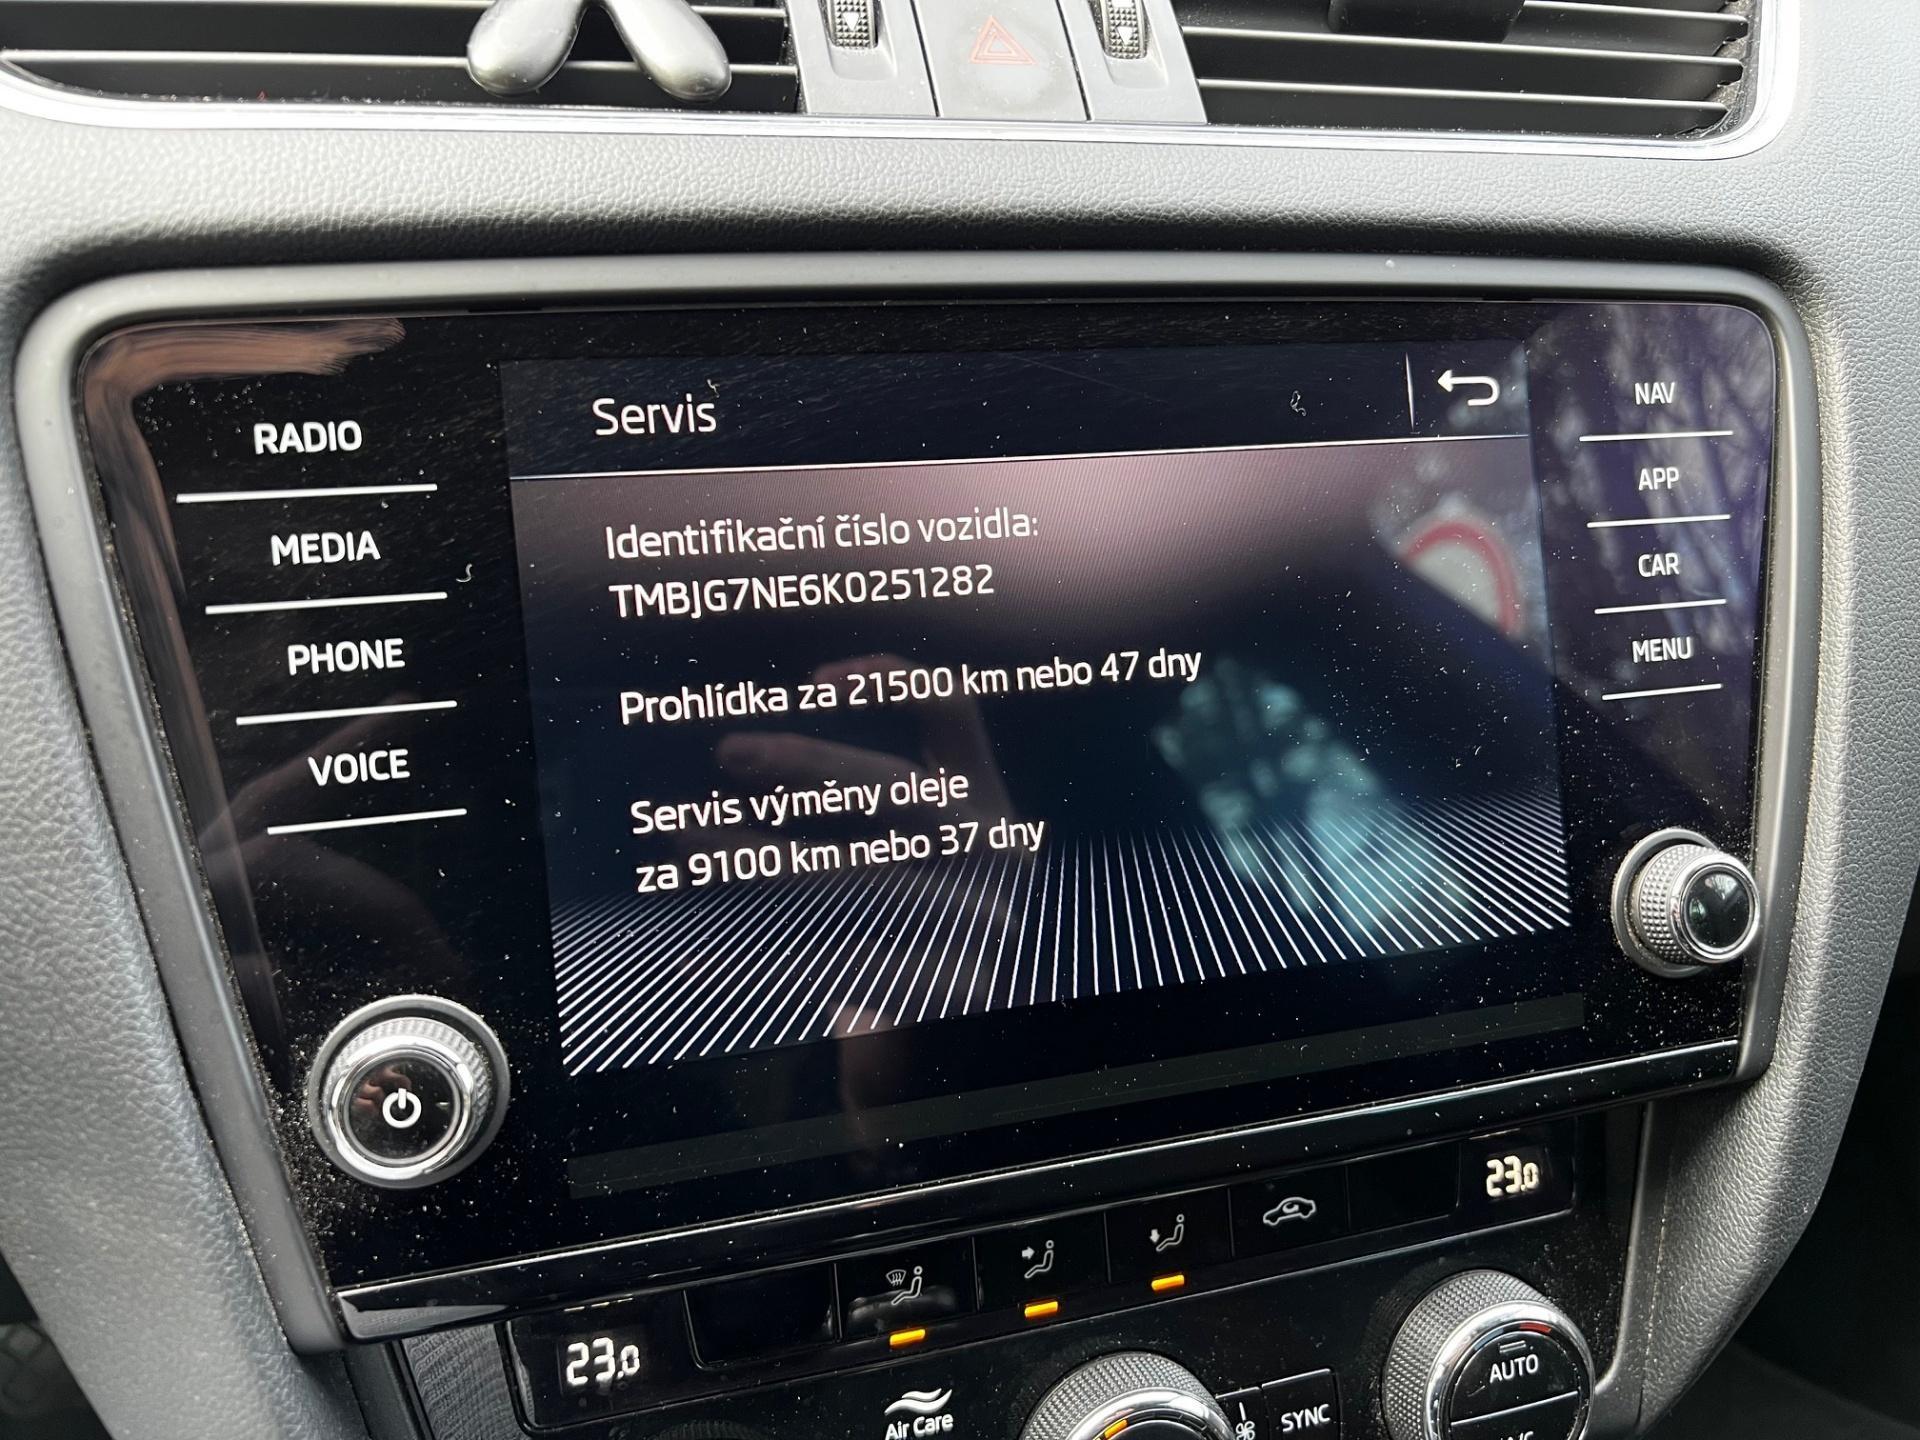 Servis
RADIO
MEDIA
PHONE
VOICE
NAV
APP
CAR
MENU
Identifikační číslo vozidla:
TMBJG7NE6K0251282
Prohlídka za 21500 km nebo 47 dny
Servis výměny oleje
za 9100 km nebo 37 dny
23.0
23.0
Air Care
SYNC
AUTO